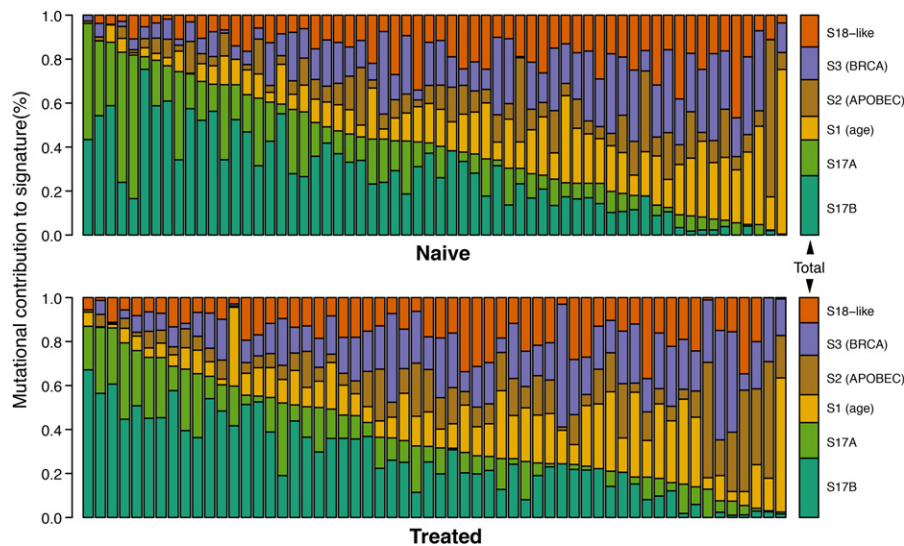 Mutational contribution to signature(%)
1.0
0.8
0.6
0.4
0.2
0.0
S18-like
S3 (BRCA)
S2 (APOBEC)
S1 (age)
S17A
S17B
Naive
Total
1.0
0.8
0.6
0.4
0.2
0.0
S18-like
S3 (BRCA)
S2 (APOBEC)
S1 (age)
S17A
S17B
Treated